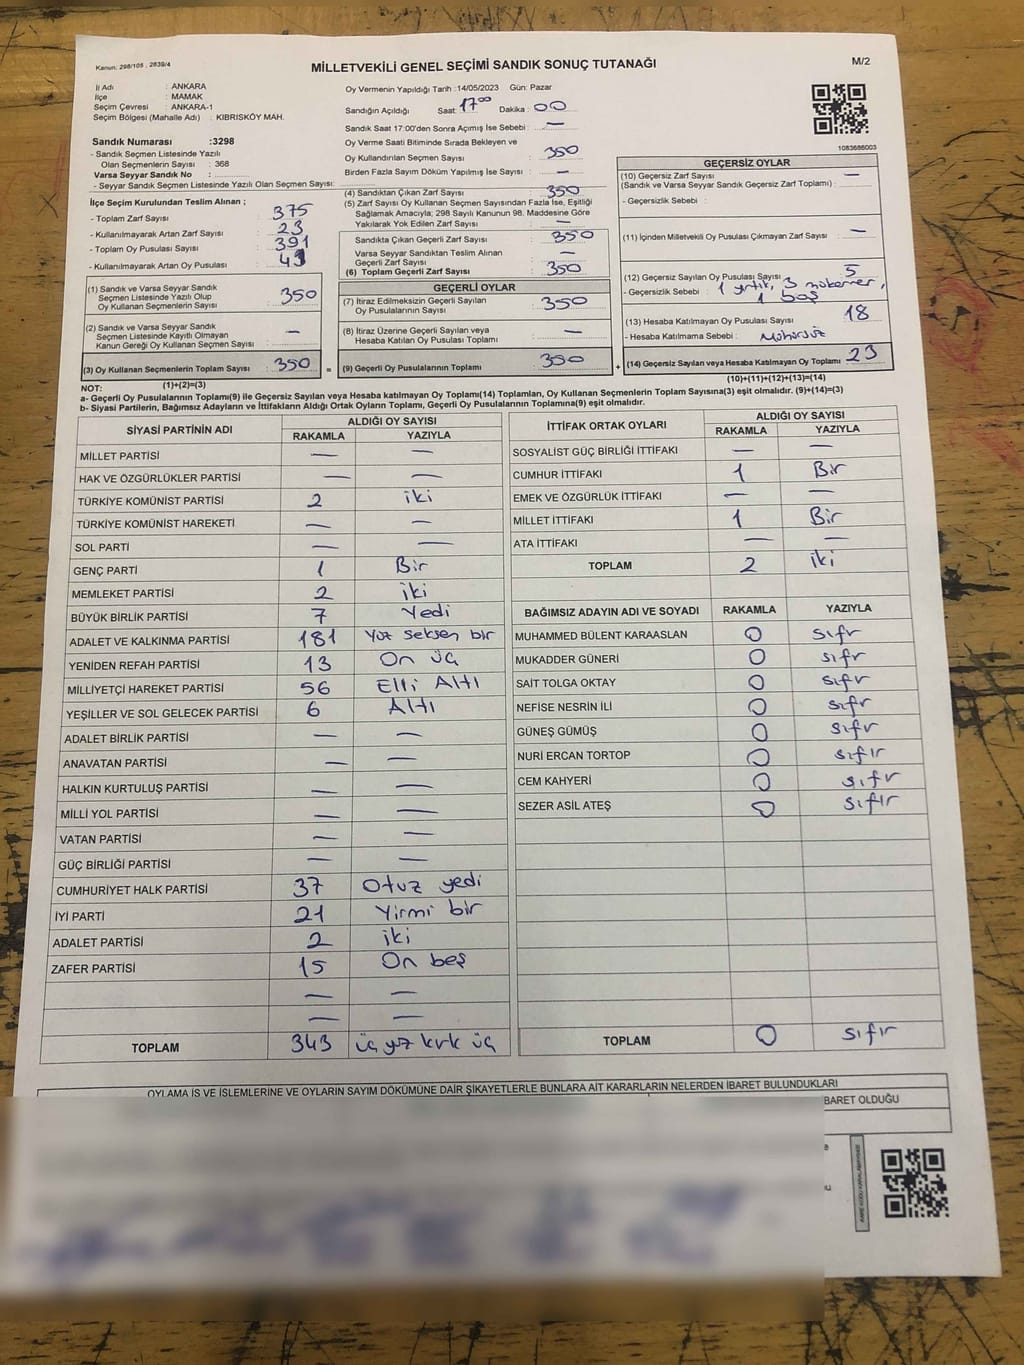 Kanun: 298/105 , 2839/4
MİLLETVEKİLİ GENEL SEÇİMİ SANDIK SONUÇ TUTANAĞI
M/2
İl Adı : ANKARA
İlçe : MAMAK
Seçim Çevresi : ANKARA-1
Seçim Bölgesi (Mahalle Adı) : KIBRISKÖY MAH.
Sandık Numarası :3298
- Sandık Seçmen Listesinde Yazılı
Olan Seçmenlerin Sayısı : 368
Varsa Seyyar Sandık No :
- Seyyar Sandık Seçmen Listesinde Yazılı Olan Seçmen Sayısı:
İlçe Seçim Kurulundan Teslim Alınan ;
- Toplam Zarf Sayısı : 375
- Kullanılmayarak Artan Zarf Sayısı : 23
- Toplam Oy Pusulası Sayısı : 391
- Kullanılmayarak Artan Oy Pusulası : 41
(1) Sandık ve Varsa Seyyar Sandık
Seçmen Listesinde Yazılı Olup
Oy Kullanan Seçmenlerin Sayısı : 350
(2) Sandık ve Varsa Seyyar Sandık
Seçmen Listesinde Kayıtlı Olmayan
Kanun Gereği Oy Kullanan Seçmen Sayısı : —
(3) Oy Kullanan Seçmenlerin Toplam Sayısı : 350
(1)+(2)=(3)
Oy Vermenin Yapıldığı Tarih :14/05/2023 Gün: Pazar
Sandığın Açıldığı Saat: 17⁰⁰ Dakika : 00
Sandık Saat 17:00'den Sonra Açımış İse Sebebi : —
Oy Verme Saati Bitiminde Sırada Bekleyen ve
Oy Kullandırılan Seçmen Sayısı : 350
Birden Fazla Sayım Döküm Yapılmış İse Sayısı : —
(4) Sandıktan Çıkan Zarf Sayısı : 350
(5) Zarf Sayısı Oy Kullanan Seçmen Sayısından Fazla İse, Eşitliği
Sağlamak Amacıyla; 298 Sayılı Kanunun 98. Maddesine Göre
Yakılarak Yok Edilen Zarf Sayısı : —
Sandıkta Çıkan Geçerli Zarf Sayısı : 350
Varsa Seyyar Sandıktan Teslim Alınan
Geçerli Zarf Sayısı : —
(6) Toplam Geçerli Zarf Sayısı : 350
GEÇERLİ OYLAR
(7) İtiraz Edilmeksizin Geçerli Sayılan
Oy Pusulalarının Sayısı : 350
(8) İtiraz Üzerine Geçerli Sayılan veya
Hesaba Katılan Oy Pusulası Toplamı : —
= (9) Geçerli Oy Pusulalarının Toplamı : 350 +
1083686003
GEÇERSİZ OYLAR
(10) Geçersiz Zarf Sayısı : —
(Sandık ve Varsa Seyyar Sandık Geçersiz Zarf Toplamı) :
- Geçersizlik Sebebi :
(11) İçinden Milletvekili Oy Pusulası Çıkmayan Zarf Sayısı : —
(12) Geçersiz Sayılan Oy Pusulası Sayısı : 5
- Geçersizlik Sebebi : 1 yırtık, 3 mükerrer,
1 boş
(13) Hesaba Katılmayan Oy Pusulası Sayısı : 18
- Hesaba Katılmama Sebebi : Mühürsüz
(14) Geçersiz Sayılan veya Hesaba Katılmayan Oy Toplamı : 23
(10)+(11)+(12)+(13)=(14)
NOT:
a- Geçerli Oy Pusulalarının Toplamı(9) ile Geçersiz Sayılan veya Hesaba katılmayan Oy Toplamı(14) Toplamları, Oy Kullanan Seçmenlerin Toplam Sayısına(3) eşit olmalıdır. (9)+(14)=(3)
b- Siyasi Partilerin, Bağımsız Adayların ve İttifakların Aldığı Ortak Oyların Toplamı, Geçerli Oy Pusulalarının Toplamına(9) eşit olmalıdır.
SİYASİ PARTİNİN ADI ALDIĞI OY SAYISI
RAKAMLA YAZIYLA
MİLLET PARTİSİ — —
HAK VE ÖZGÜRLÜKLER PARTİSİ — —
TÜRKİYE KOMÜNİST PARTİSİ 2 iki
TÜRKİYE KOMÜNİST HAREKETİ — —
SOL PARTİ — —
GENÇ PARTİ 1 Bir
MEMLEKET PARTİSİ 2 iki
BÜYÜK BİRLİK PARTİSİ 7 Yedi
ADALET VE KALKINMA PARTİSİ 181 Yüz seksen bir
YENİDEN REFAH PARTİSİ 13 On üç
MİLLİYETÇİ HAREKET PARTİSİ 56 Elli Altı
YEŞİLLER VE SOL GELECEK PARTİSİ 6 Altı
ADALET BİRLİK PARTİSİ — —
ANAVATAN PARTİSİ — —
HALKIN KURTULUŞ PARTİSİ — —
MİLLİ YOL PARTİSİ — —
VATAN PARTİSİ — —
GÜÇ BİRLİĞİ PARTİSİ — —
CUMHURİYET HALK PARTİSİ 37 Otuz yedi
İYİ PARTİ 21 Yirmi bir
ADALET PARTİSİ 2 iki
ZAFER PARTİSİ 15 On beş
— —
— —
TOPLAM 343 üç yüz kırk üç
İTTİFAK ORTAK OYLARI ALDIĞI OY SAYISI
RAKAMLA YAZIYLA
SOSYALİST GÜÇ BİRLİĞİ İTTİFAKI — —
CUMHUR İTTİFAKI 1 Bir
EMEK VE ÖZGÜRLÜK İTTİFAKI — —
MİLLET İTTİFAKI 1 Bir
ATA İTTİFAKI — —
TOPLAM 2 iki
BAĞIMSIZ ADAYIN ADI VE SOYADI RAKAMLA YAZIYLA
MUHAMMED BÜLENT KARAASLAN 0 sıfr
MUKADDER GÜNERİ 0 sıfr
SAİT TOLGA OKTAY 0 sıfr
NEFİSE NESRİN İLİ 0 sıfr
GÜNEŞ GÜMÜŞ 0 sıfr
NURİ ERCAN TORTOP 0 sıfır
CEM KAHYERİ 0 sıfr
SEZER ASİL ATEŞ 0 sıfır
TOPLAM 0 sıfır
OYLAMA İŞ VE İŞLEMLERİNE VE OYLARIN SAYIM DÖKÜMÜNE DAİR ŞİKAYETLERLE BUNLARA AİT KARARLARIN NELERDEN İBARET BULUNDUKLARI
BARET OLDUĞU